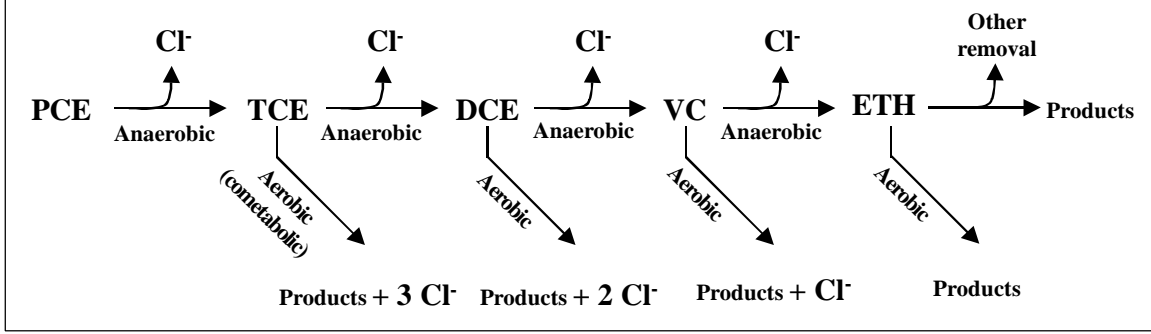 Cl⁻ Cl⁻ Cl⁻ Cl⁻ Other
removal
PCE TCE DCE VC ETH Products
Anaerobic Anaerobic Anaerobic Anaerobic
Aerobic
(cometabolic)
Aerobic
Aerobic
Aerobic
Products + 3 Cl⁻ Products + 2 Cl⁻ Products + Cl⁻ Products